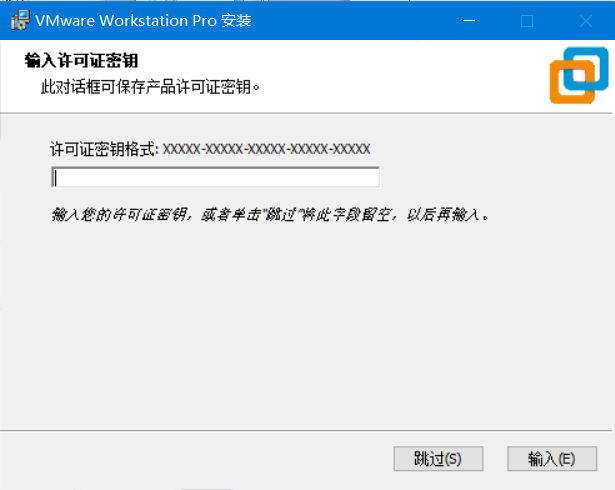 VMware Workstation Pro 安装
输入许可证密钥
此对话框可保存产品许可证密钥。
许可证密钥格式: XXXXX-XXXXX-XXXXX-XXXXX-XXXXX
输入您的许可证密钥，或者单击"跳过"将此字段留空，以后再输入。
跳过(S)
输入(E)